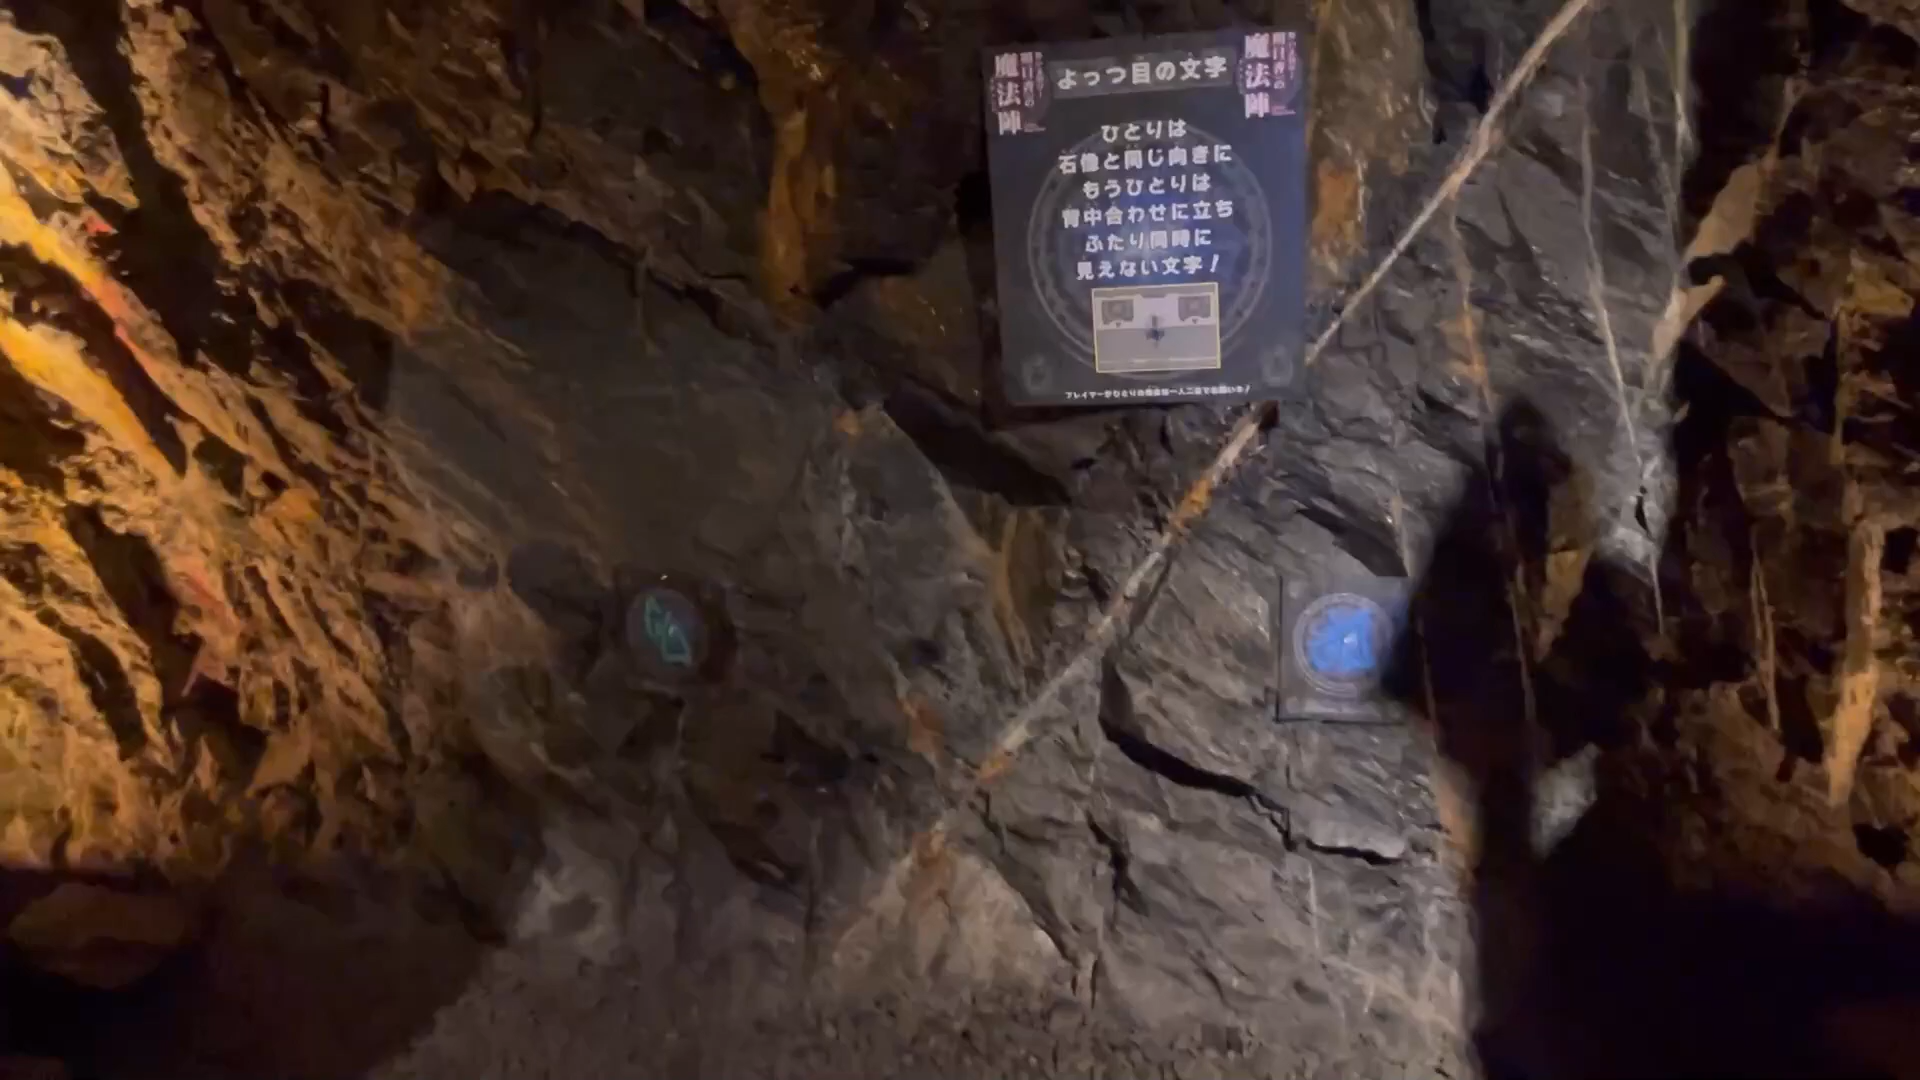 よっつ目の文字
魔法陣
魔法陣
ひとりは
石像と同じ向きに
もうひとりは
背中合わせに立ち
ふたり同時に
見えない文字!